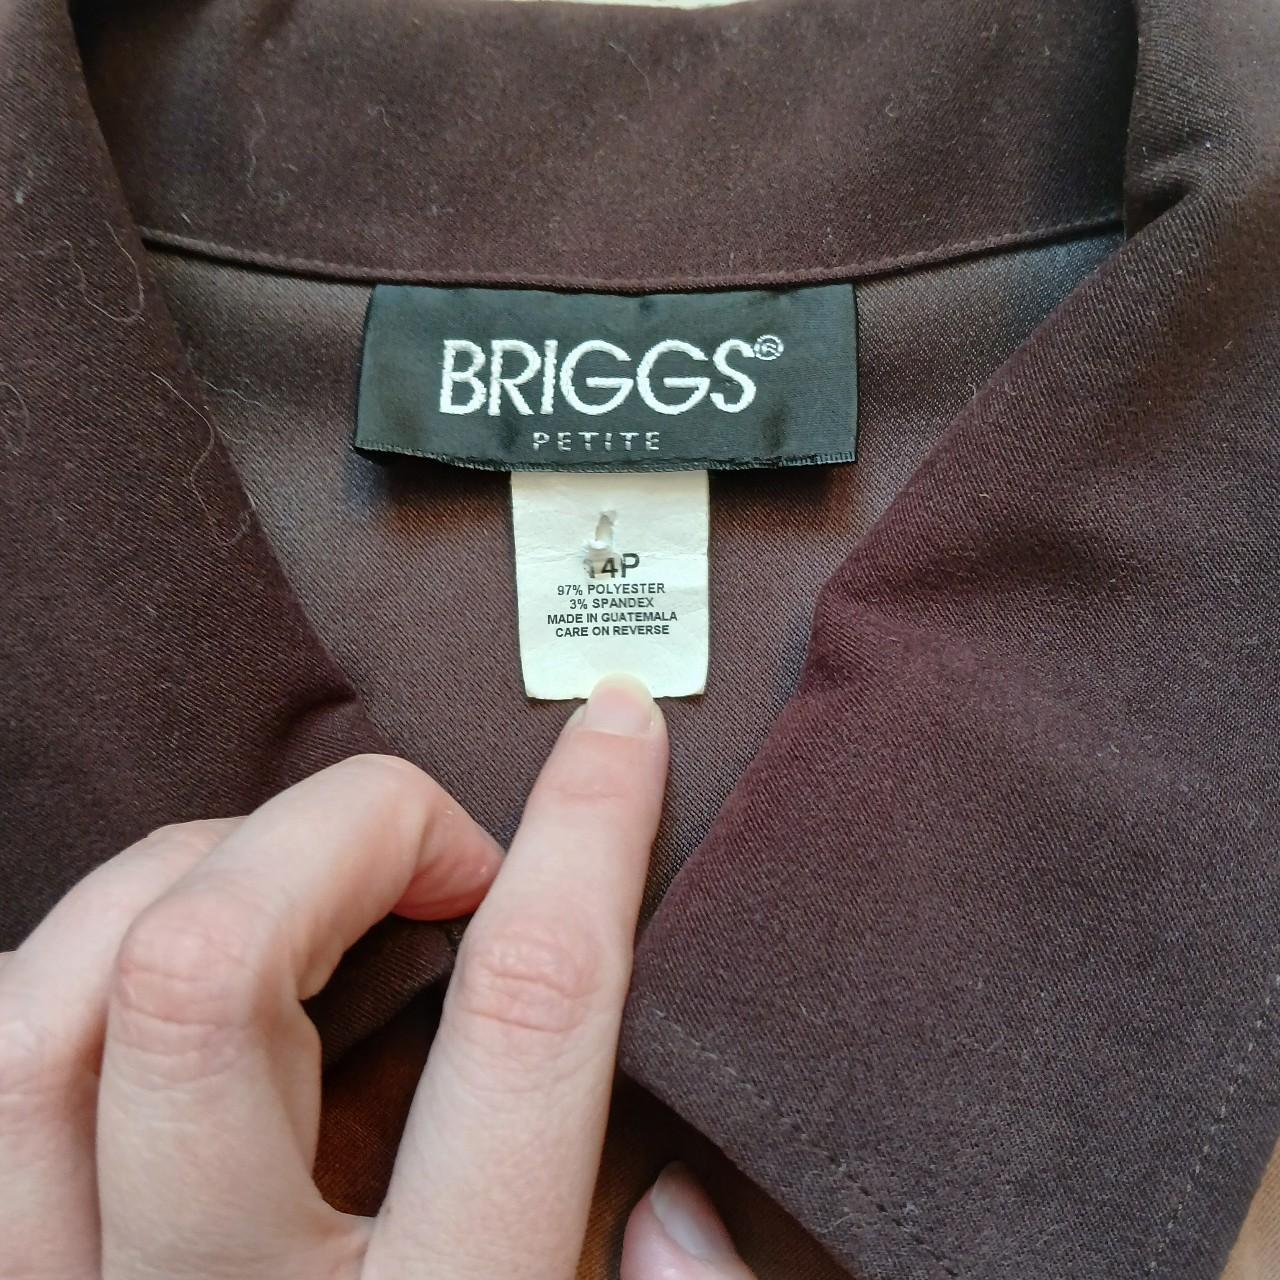 BRIGGS®
PETITE
14P
97% POLYESTER
3% SPANDEX
MADE IN GUATEMALA
CARE ON REVERSE